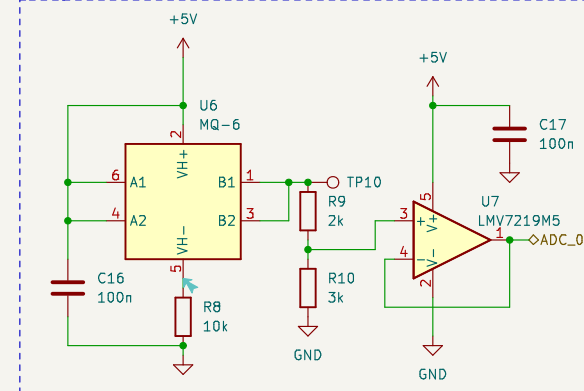 +5V
+5V
U6
MQ-6
2
VH+
C17
100n
6
A1
B1
1
TP10
4
A2
B2
3
R9
2k
5
V+
U7
LMV7219M5
3
+
1
ADC_0
4
-
V-
2
VH-
5
C16
100n
R8
10k
R10
3k
GND
GND